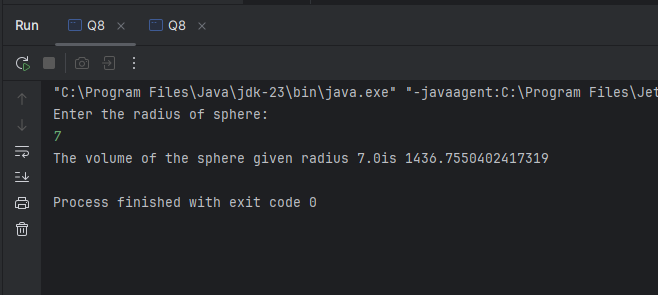 Run Q8 Q8
"C:\Program Files\Java\jdk-23\bin\java.exe" "-javaagent:C:\Program Files\Jet
Enter the radius of sphere:
7
The volume of the sphere given radius 7.0is 1436.7550402417319
Process finished with exit code 0